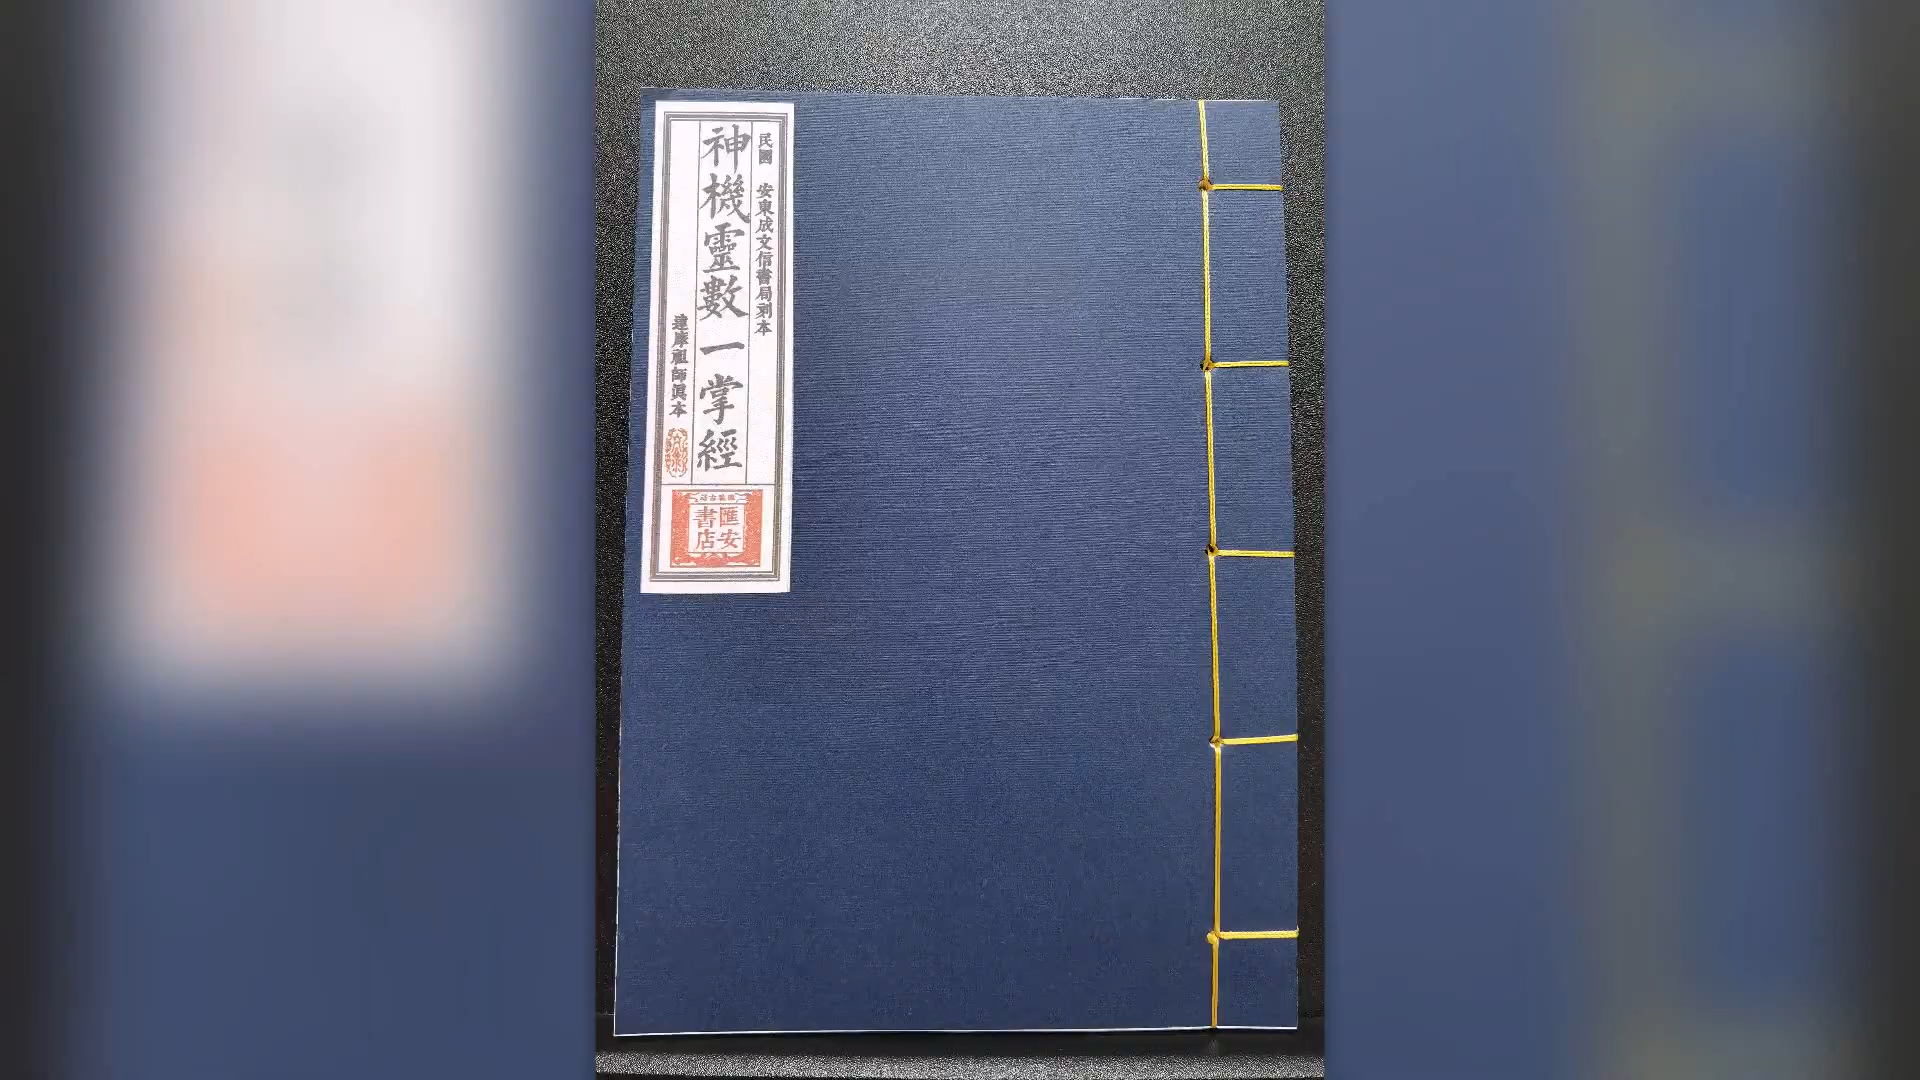 民國 安東成文信書局刻本
神機靈數一掌經
達摩祖師眞本
匯安
書店